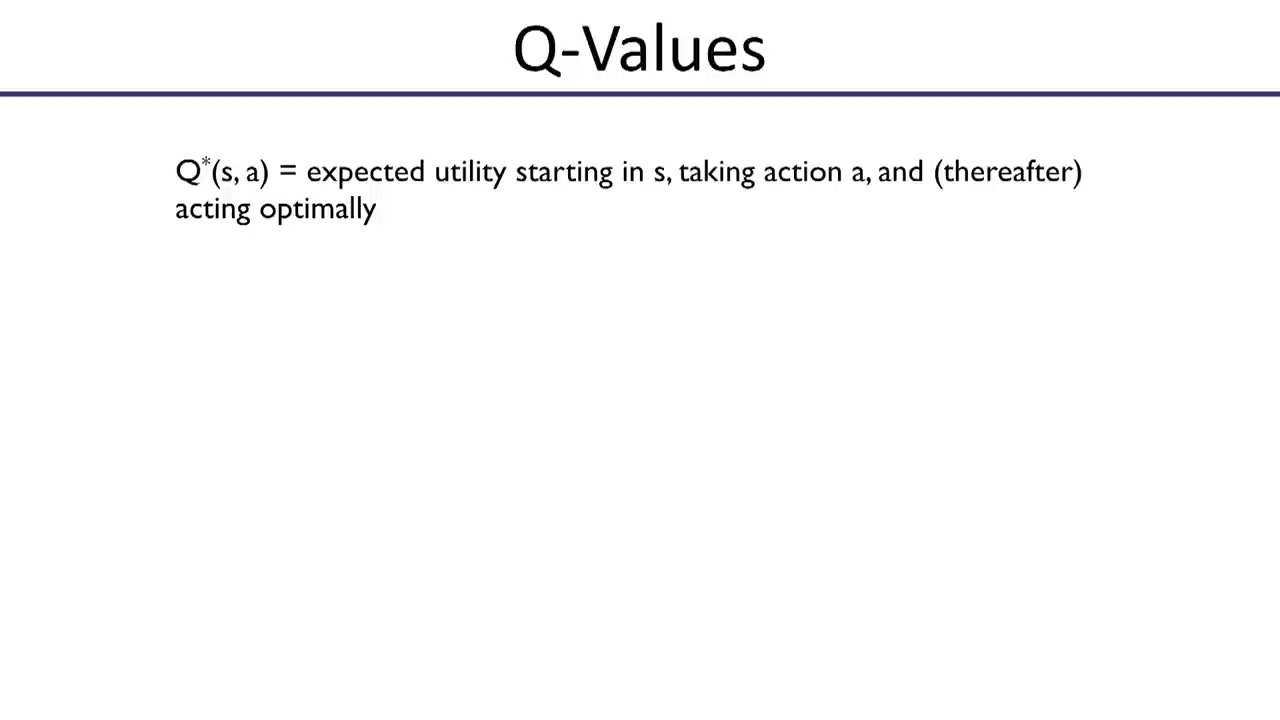 Q-Values
Q*(s, a) = expected utility starting in s, taking action a, and (thereafter)
acting optimally